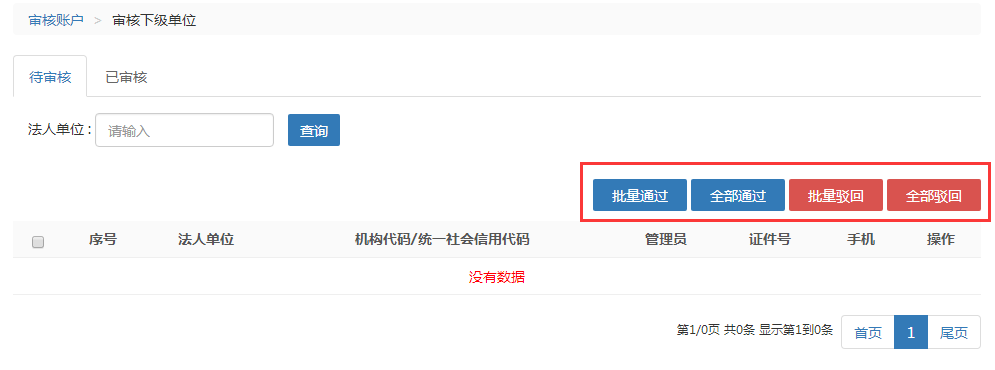 审核账户 > 审核下级单位
待审核 已审核
法人单位 : 请输入 查询
批量通过 全部通过 批量驳回 全部驳回
序号 法人单位 机构代码/统一社会信用代码 管理员 证件号 手机 操作
没有数据
第1/0页 共0条 显示第1到0条 首页 1 尾页